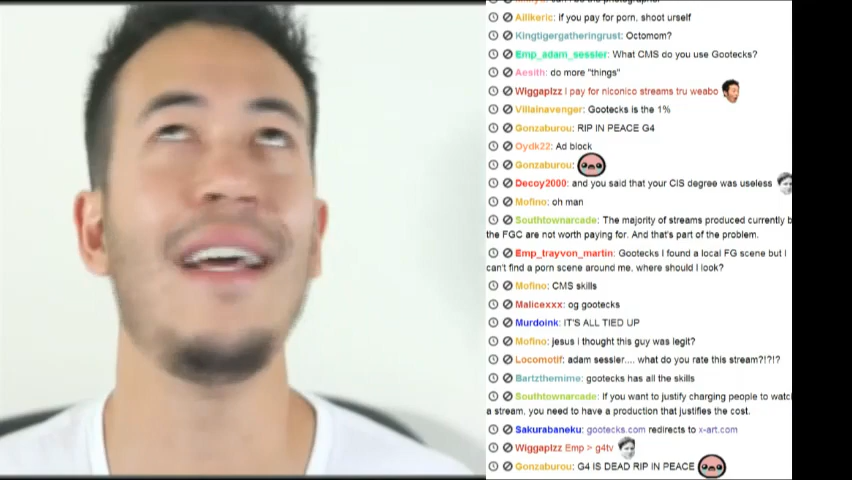 Ailikeric: if you pay for porn, shoot urself
Kingtigergatheringrust: Octomom?
Emp_adam_sessler: What CMS do you use Gootecks?
Aesith: do more "things"
Wiggaplzz I pay for niconico streams tru weabo
Villainavenger: Gootecks is the 1%
Gonzaburou: RIP IN PEACE G4
Oydk22: Ad block
Gonzaburou:
Decoy2000: and you said that your CIS degree was useless
Mofino: oh man
Southtownarcade: The majority of streams produced currently b
the FGC are not worth paying for. And that's part of the problem.
Emp_trayvon_martin: Gootecks I found a local FG scene but I
can't find a porn scene around me, where should I look?
Mofino: CMS skills
Malicexxx: og gootecks
Murdoink: IT'S ALL TIED UP
Mofino: jesus i thought this guy was legit?
Locomotif: adam sessler.... what do you rate this stream?!?!?
Bartzthemime: gootecks has all the skills
Southtownarcade: If you want to justify charging people to watc
a stream, you need to have a production that justifies the cost.
Sakurabaneku: gootecks.com redirects to x-art.com
Wiggaplzz Emp > g4tv
Gonzaburou: G4 IS DEAD RIP IN PEACE